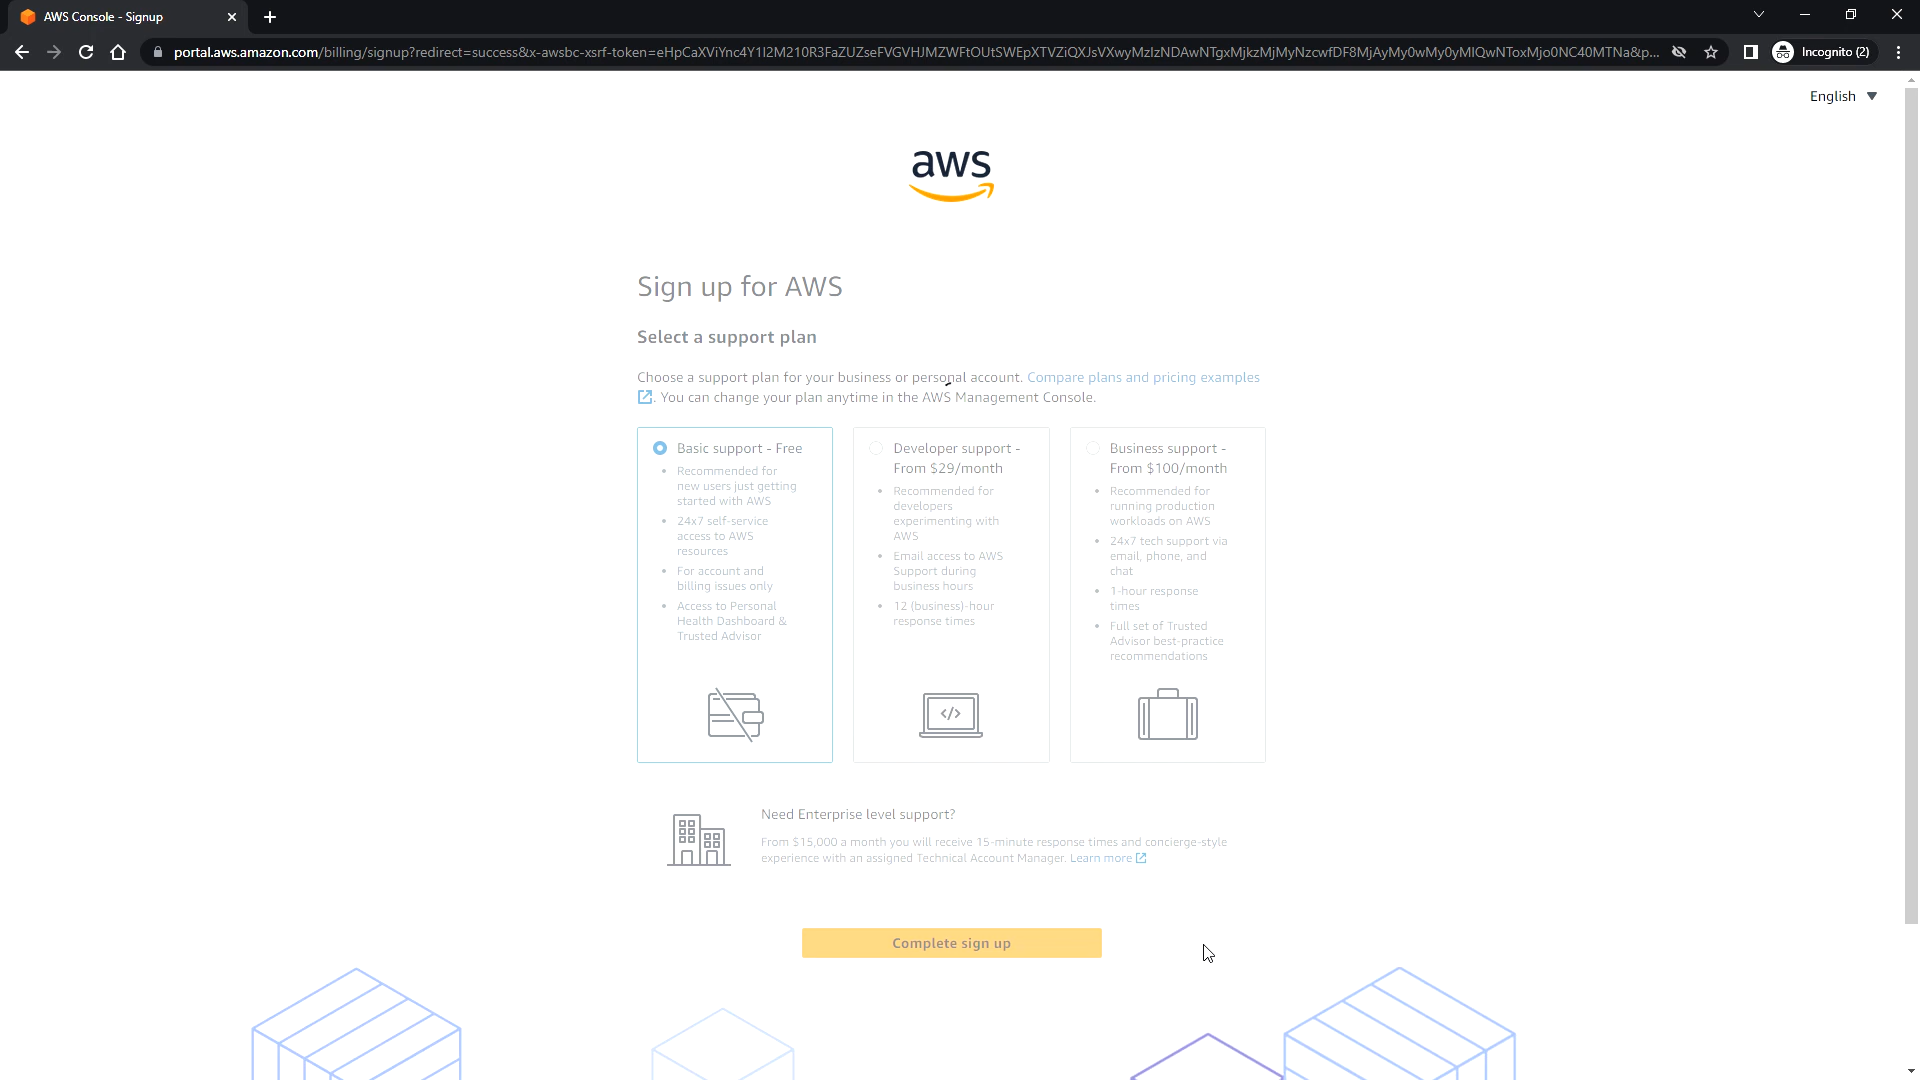 AWS Console - Signup
portal.aws.amazon.com/billing/signup?redirect=success&x-awsbc-xsrf-token=eHpCaXViYnc4Y1I2M210R3FaZUZseFVGVHJMZWFtOUtSWEpXTVZiQXJsVXwyMzIzNDAwNTgxMjkzMjMyNzcwfDF8MjAyMy0wMy0yMlQwNToxMjo0NC40MTNa&p...
Incognito (2)
English
aws
Sign up for AWS
Select a support plan
Choose a support plan for your business or personal account. Compare plans and pricing examples
. You can change your plan anytime in the AWS Management Console.
Basic support - Free
• Recommended for
new users just getting
started with AWS
• 24x7 self-service
access to AWS
resources
• For account and
billing issues only
• Access to Personal
Health Dashboard &
Trusted Advisor
Developer support -
From $29/month
• Recommended for
developers
experimenting with
AWS
• Email access to AWS
Support during
business hours
• 12 (business)-hour
response times
</>
Business support -
From $100/month
• Recommended for
running production
workloads on AWS
• 24x7 tech support via
email, phone, and
chat
• 1-hour response
times
• Full set of Trusted
Advisor best-practice
recommendations
Need Enterprise level support?
From $15,000 a month you will receive 15-minute response times and concierge-style
experience with an assigned Technical Account Manager. Learn more
Complete sign up